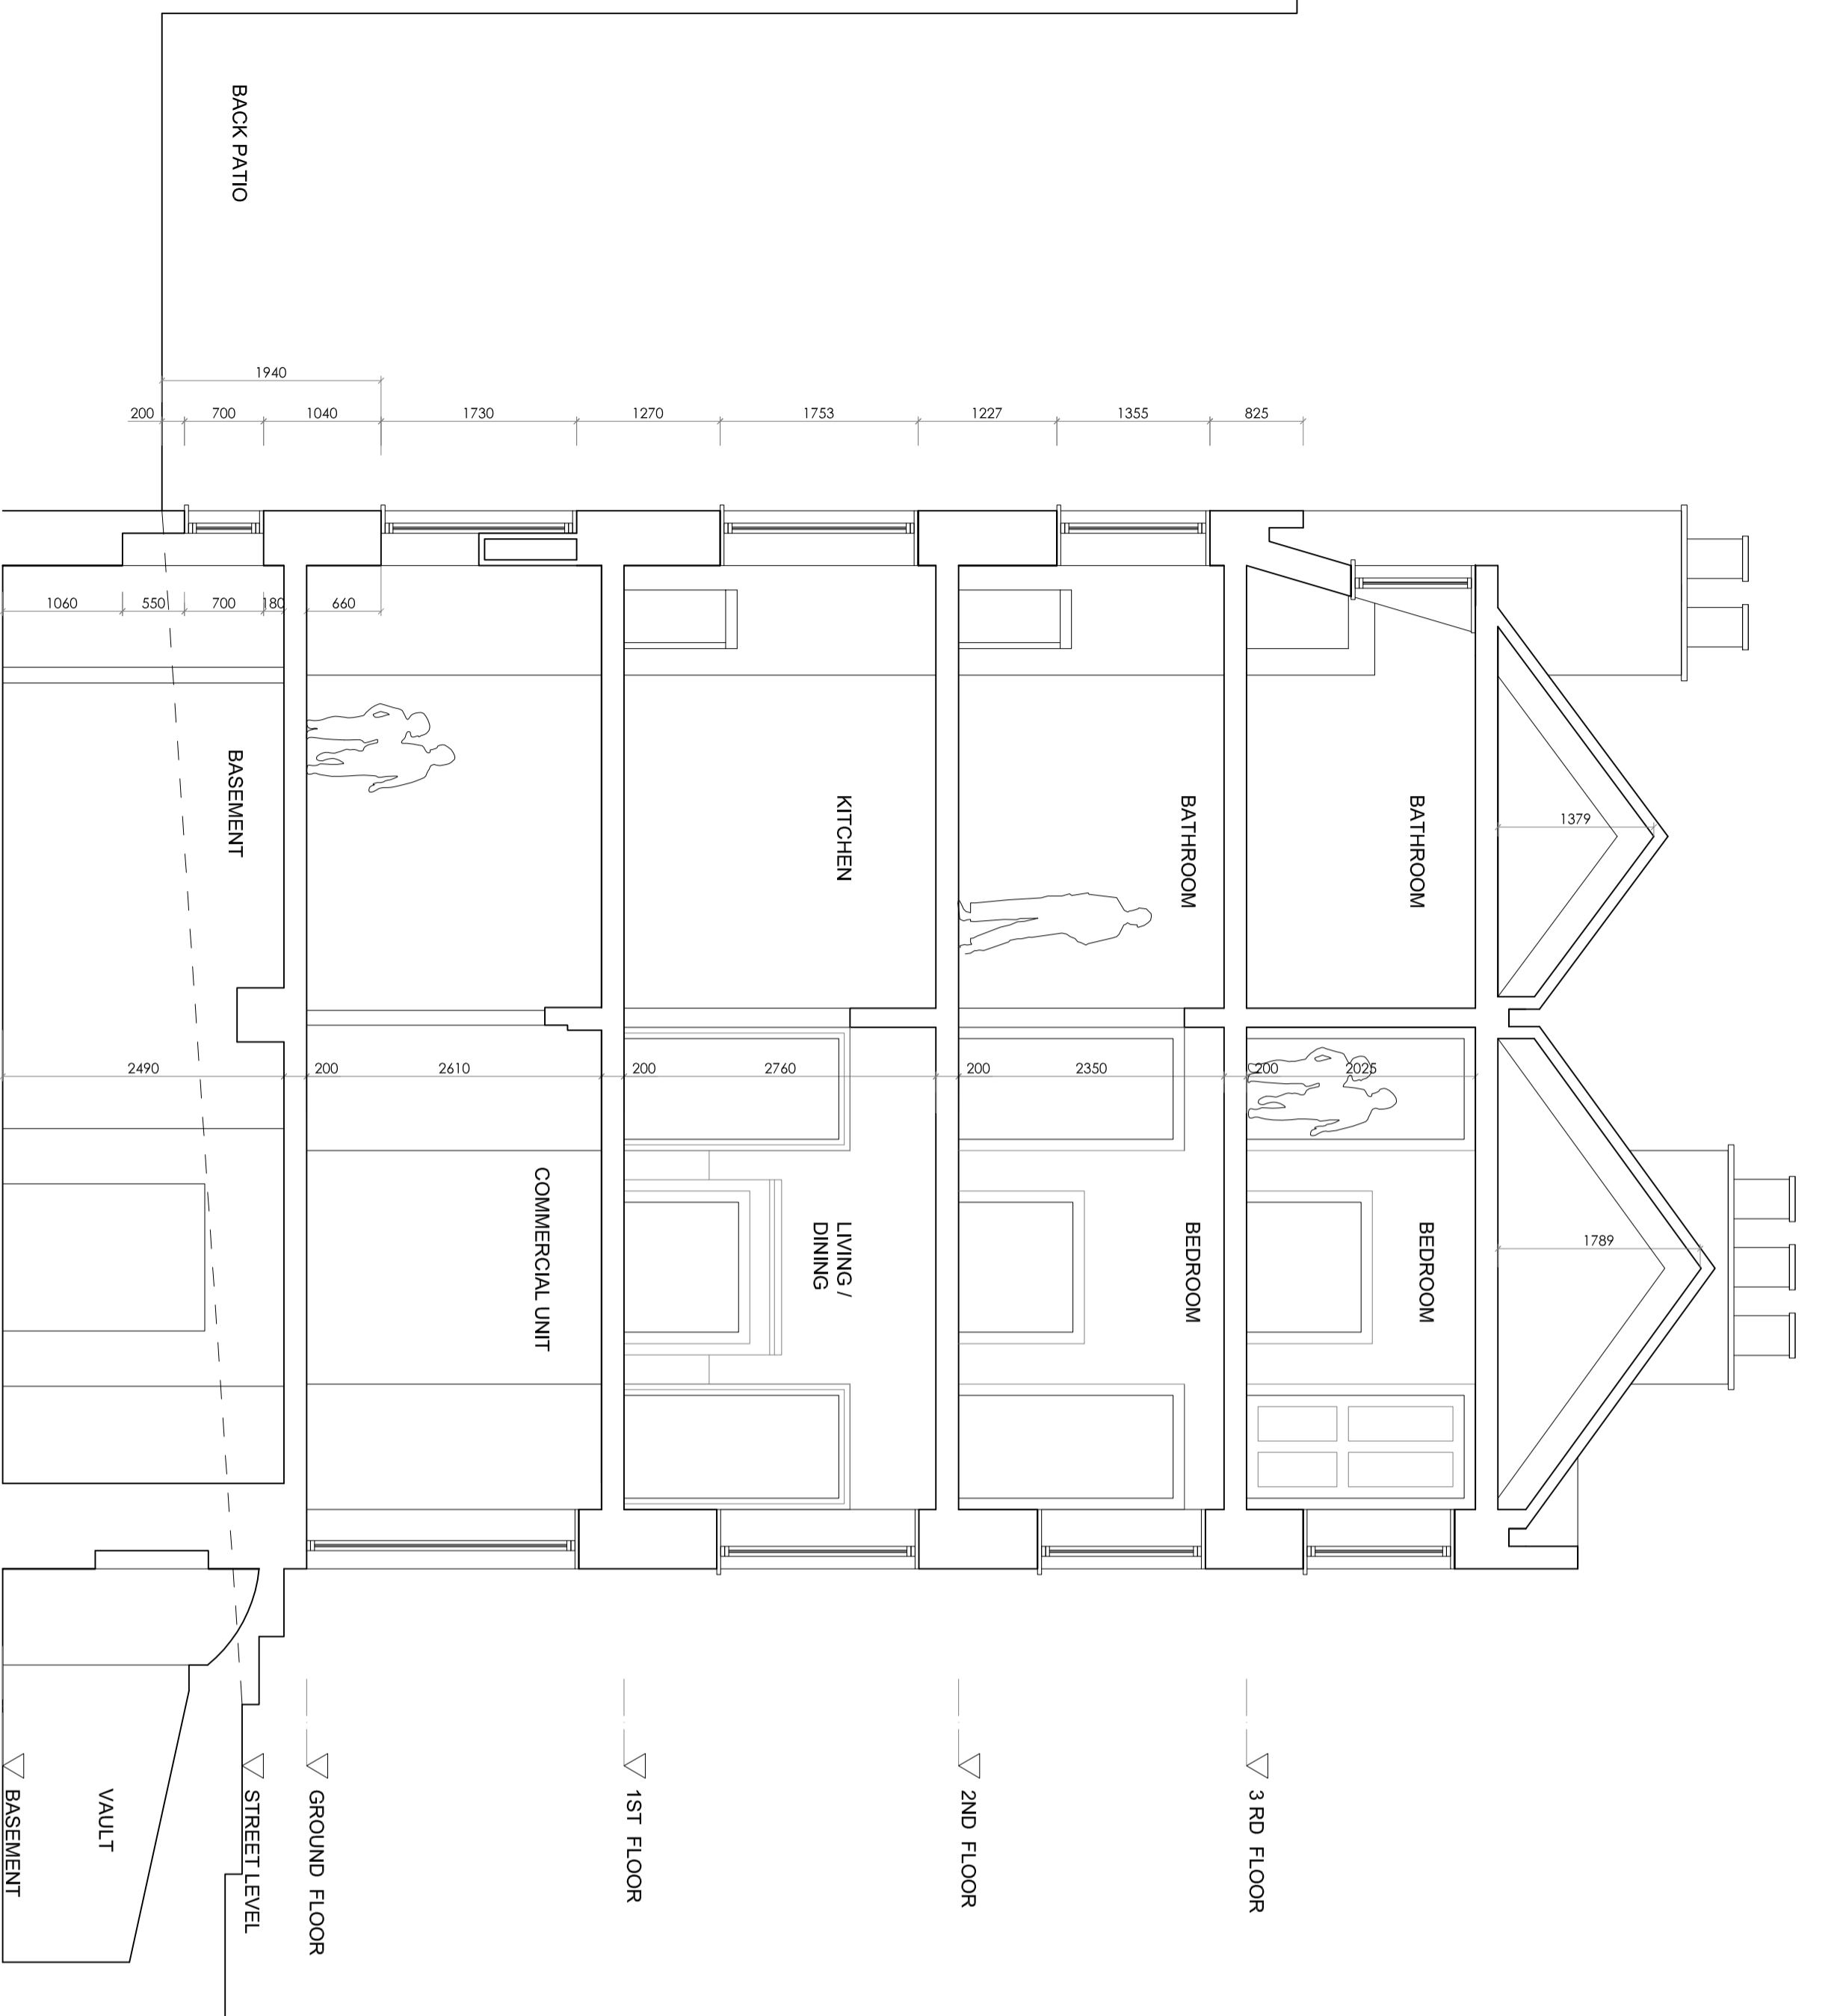 BACK PATIO
1940
200 700 1040 1730 1270 1753 1227 1355 825
1060 550 700 180 660
BASEMENT
KITCHEN
BATHROOM
BATHROOM
1379
2490 200 2610 200 2760 200 2350 200 2025
COMMERCIAL UNIT
LIVING /
DINING
BEDROOM
BEDROOM
1789
BASEMENT
VAULT
STREET LEVEL
GROUND FLOOR
1ST FLOOR
2ND FLOOR
3 RD FLOOR